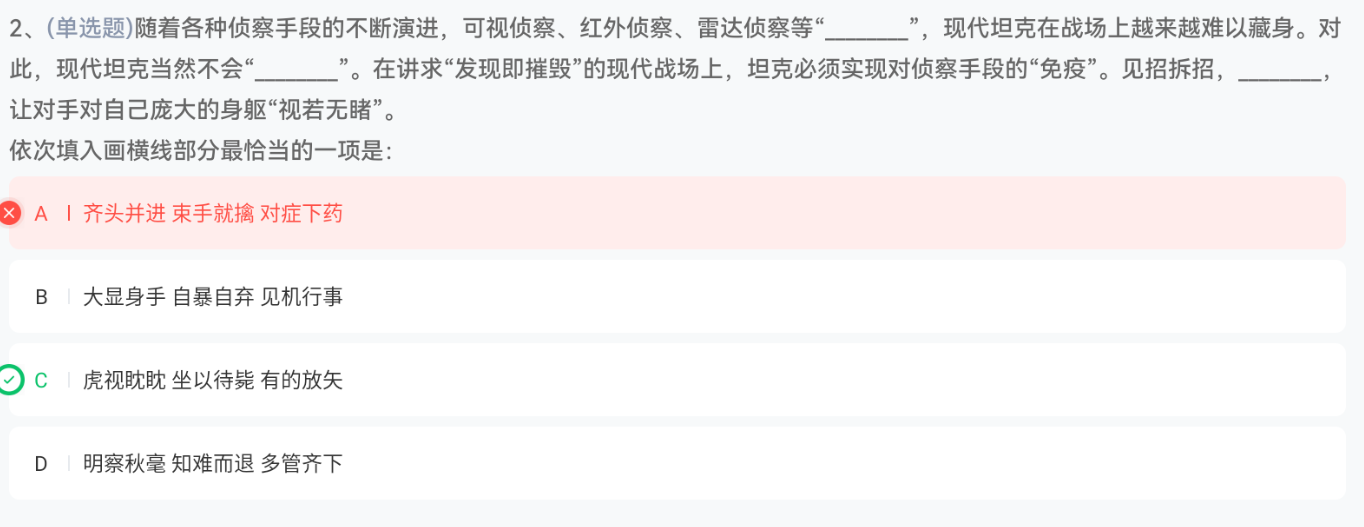 2、(单选题)随着各种侦察手段的不断演进，可视侦察、红外侦察、雷达侦察等“________”，现代坦克在战场上越来越难以藏身。对
此，现代坦克当然不会“________”。在讲求“发现即摧毁”的现代战场上，坦克必须实现对侦察手段的“免疫”。见招拆招，________，
让对手对自己庞大的身躯“视若无睹”。
依次填入画横线部分最恰当的一项是：
A 齐头并进 束手就擒 对症下药
B 大显身手 自暴自弃 见机行事
C 虎视眈眈 坐以待毙 有的放矢
D 明察秋毫 知难而退 多管齐下